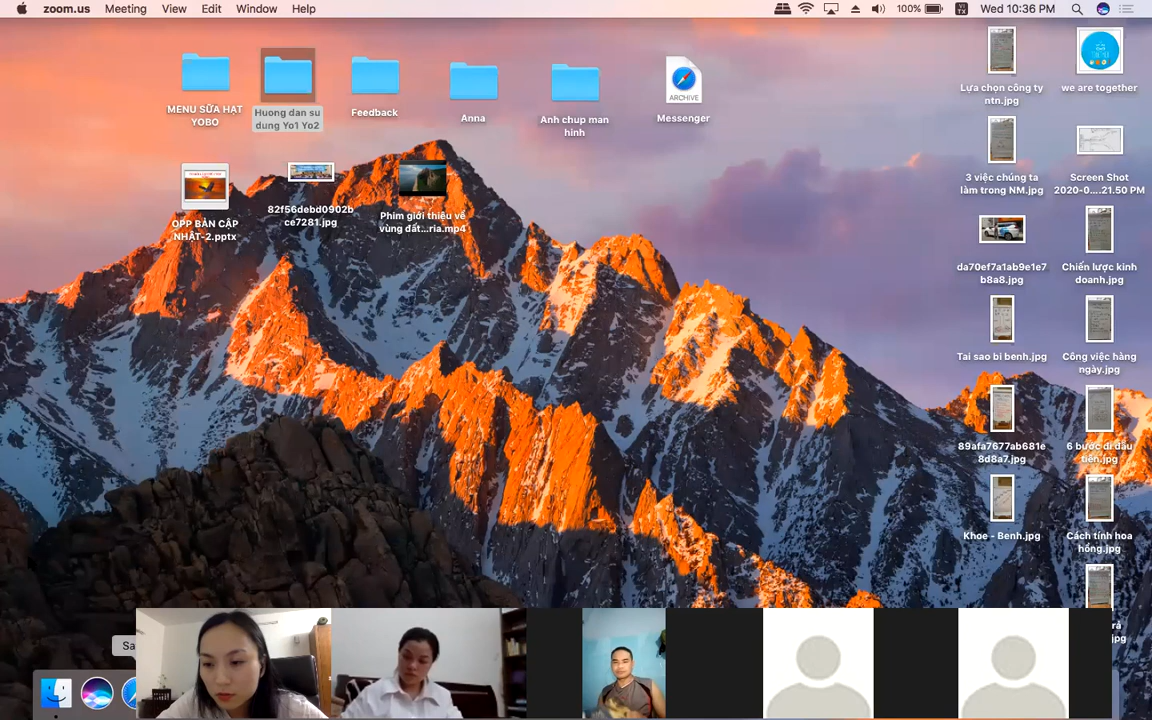 zoom.us Meeting View Edit Window Help 100% VI TX Wed 10:36 PM
MENU SỮA HẠT
YOBO
Huong dan su
dung Yo1 Yo2
Feedback
Anna
Anh chup man
hinh
ARCHIVE
Messenger
OPP BẢN CẬP
NHẬT-2.pptx
82f56debd0902b
ce7281.jpg
Phim giới thiệu về
vùng đất...ria.mp4
Lựa chọn công ty
ntn.jpg
we are together
3 việc chúng ta
làm trong NM.jpg
Screen Shot
2020-0....21.50 PM
da70ef7a1ab9e1e7
b8a8.jpg
Chiến lược kinh
doanh.jpg
Tai sao bi benh.jpg
Công việc hàng
ngày.jpg
89afa7677ab681e
8d8a7.jpg
6 bước đi đầu
tiên.jpg
Khoe - Benh.jpg
Cách tính hoa
hồng.jpg
rả
jpg
Sa